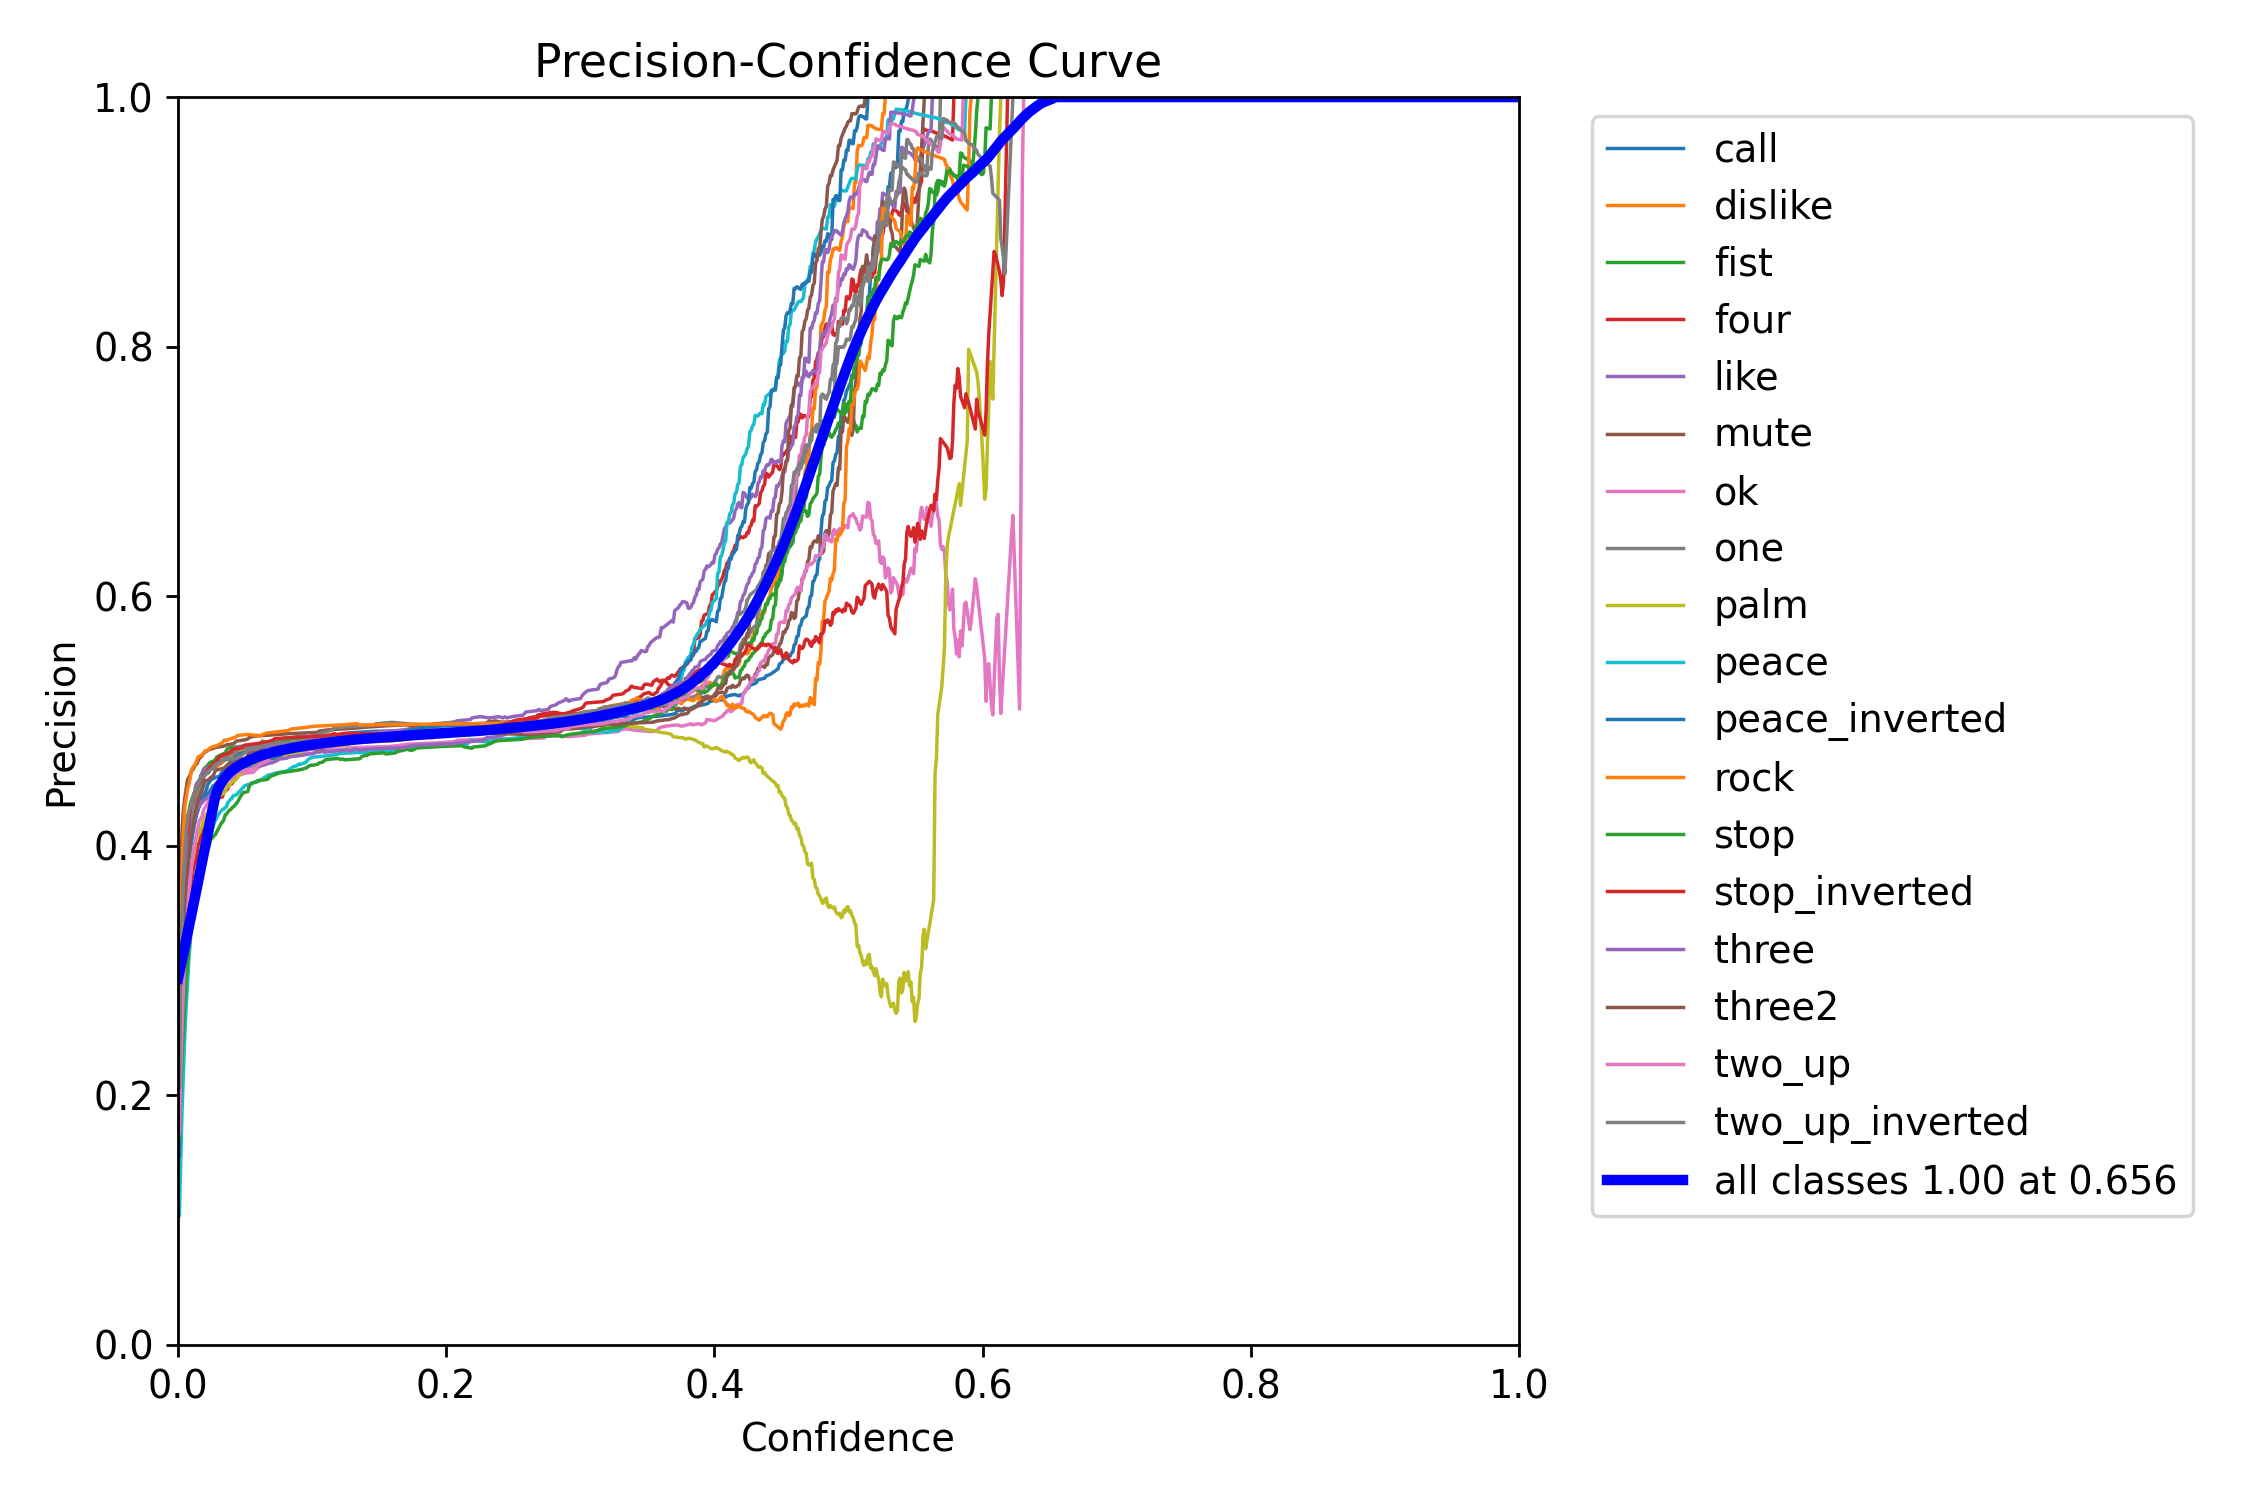 Precision-Confidence Curve
1.0
0.8
0.6
0.4
0.2
0.0
Precision
0.0 0.2 0.4 0.6 0.8 1.0
Confidence
call
dislike
fist
four
like
mute
ok
one
palm
peace
peace_inverted
rock
stop
stop_inverted
three
three2
two_up
two_up_inverted
all classes 1.00 at 0.656